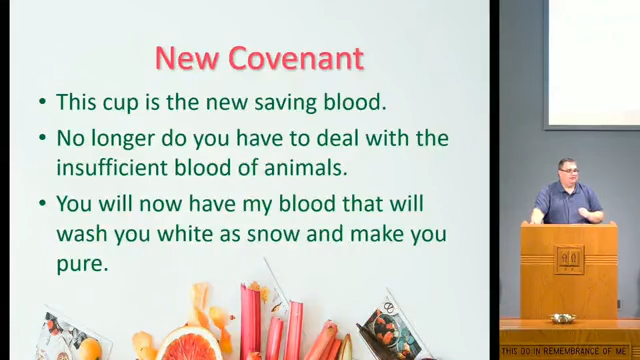 New Covenant
• This cup is the new saving blood.
• No longer do you have to deal with the
insufficient blood of animals.
• You will now have my blood that will
wash you white as snow and make you
pure.
THIS DO IN REMEMBRANCE OF ME